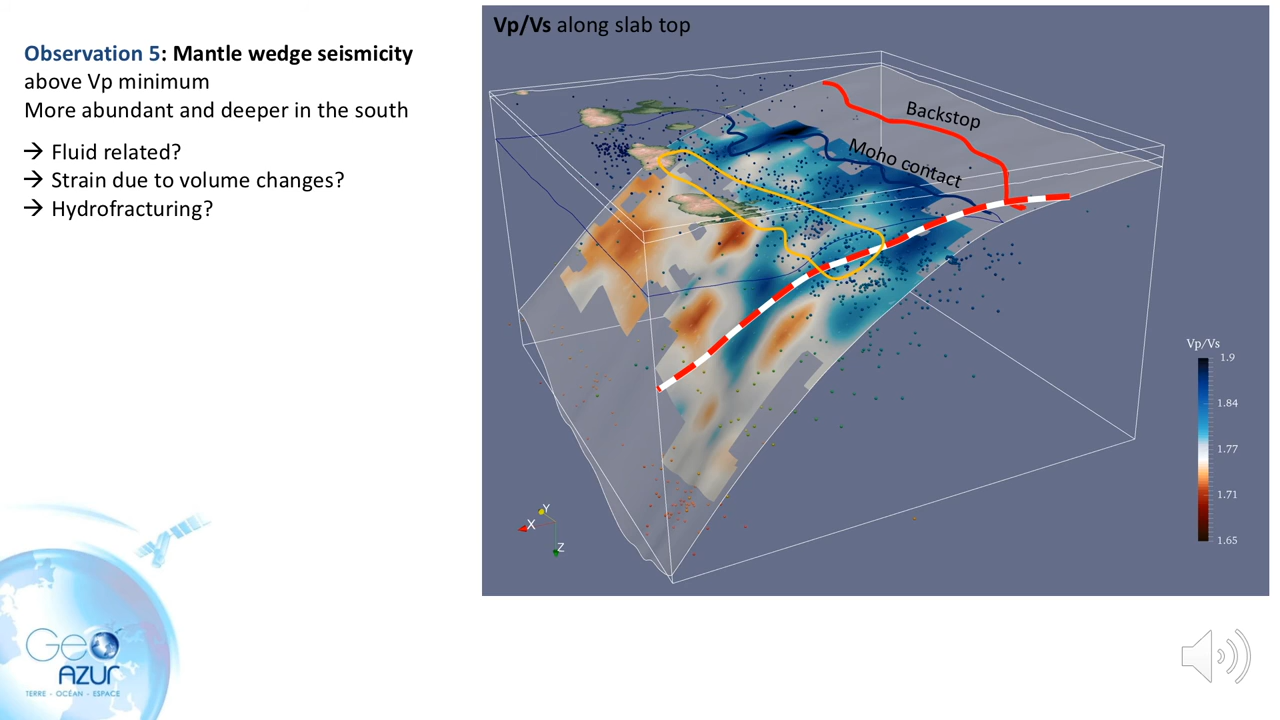 Observation 5: Mantle wedge seismicity
above Vp minimum
More abundant and deeper in the south
→ Fluid related?
→ Strain due to volume changes?
→ Hydrofracturing?
Vp/Vs along slab top
Backstop
Moho contact
Vp/Vs
1.9
1.84
1.77
1.71
1.65
Y
X
Z
Geo
AZUR
TERRE - OCÉAN - ESPACE